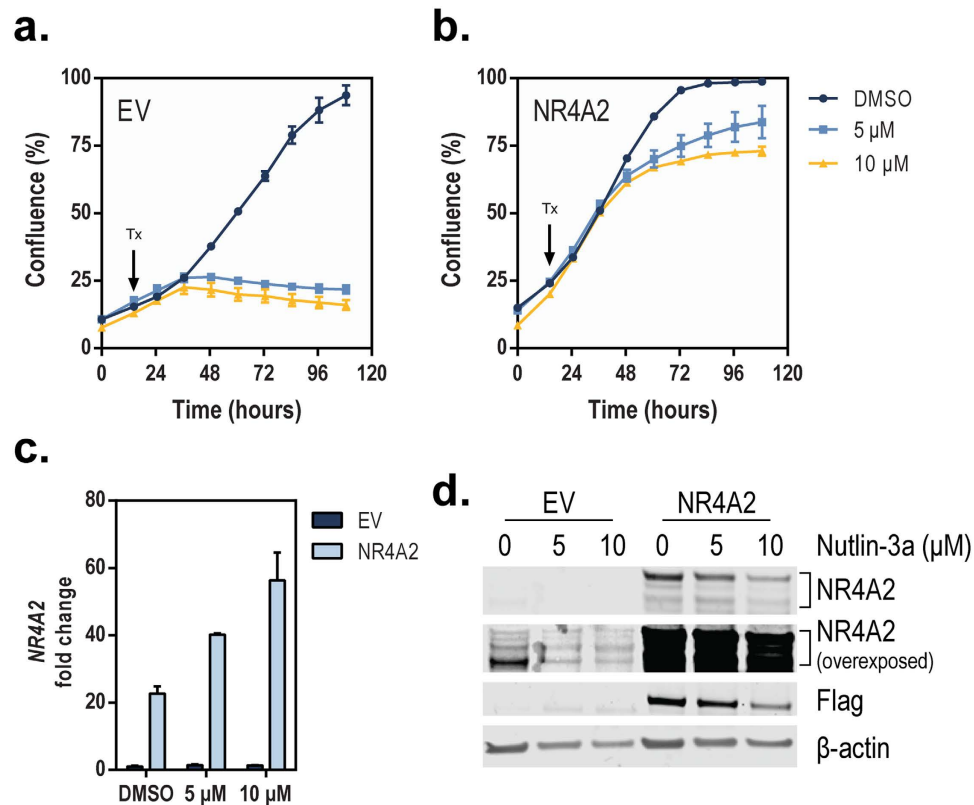 a.
EV
Tx
Confluence (%)
100
75
50
25
0
0 24 48 72 96 120
Time (hours)
b.
NR4A2
Tx
Confluence (%)
100
75
50
25
0
0 24 48 72 96 120
Time (hours)
DMSO
5 µM
10 µM
c.
NR4A2
fold change
80
60
40
20
0
DMSO 5 µM 10 µM
EV
NR4A2
d.
EV NR4A2
0 5 10 0 5 10 Nutlin-3a (µM)
NR4A2
NR4A2
(overexposed)
Flag
β-actin